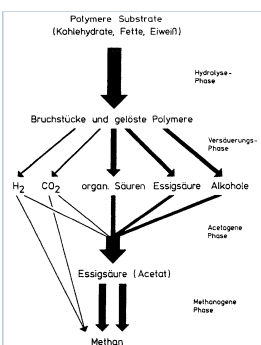 Polymere Substrate
(Kohlehydrate, Fette, Eiweiß)
Hydrolyse-
Phase
Bruchstücke und gelöste Polymere
Versäuerungs-
Phase
H2 CO2 organ. Säuren Essigsäure Alkohole
Acetogene
Phase
Essigsäure (Acetat)
Methanogene
Phase
Methan